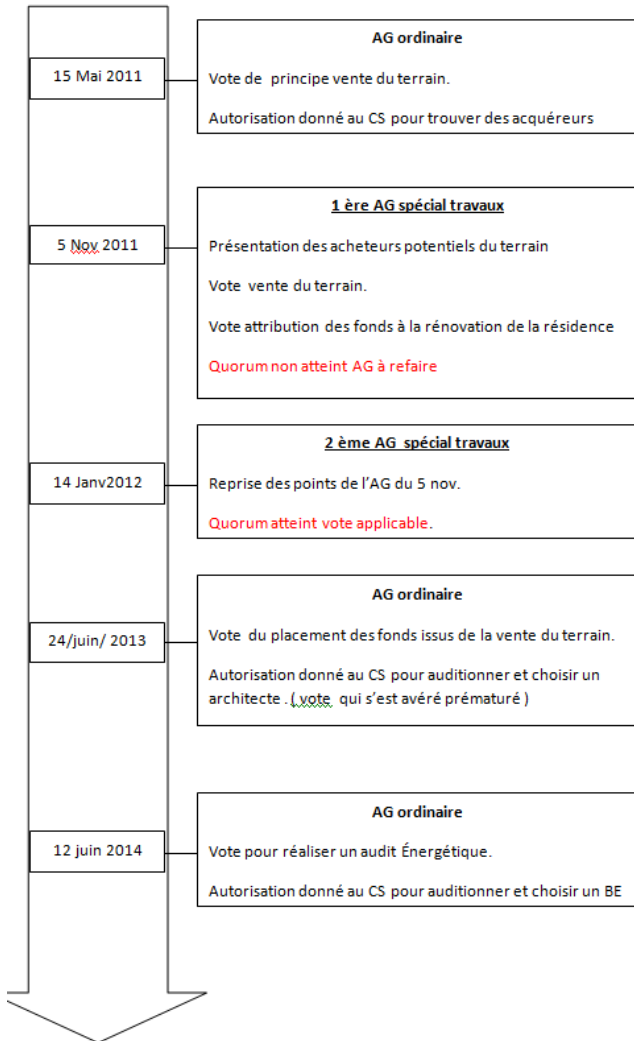 AG ordinaire
15 Mai 2011
Vote de principe vente du terrain.
Autorisation donné au CS pour trouver des acquéreurs
1 ère AG spécial travaux
5 Nov 2011
Présentation des acheteurs potentiels du terrain
Vote vente du terrain.
Vote attribution des fonds à la rénovation de la résidence
Quorum non atteint AG à refaire
2 ème AG spécial travaux
14 Janv2012
Reprise des points de l’AG du 5 nov.
Quorum atteint vote applicable.
AG ordinaire
24/juin/ 2013
Vote du placement des fonds issus de la vente du terrain.
Autorisation donné au CS pour auditionner et choisir un
architecte .( vote qui s’est avéré prématuré )
AG ordinaire
12 juin 2014
Vote pour réaliser un audit Énergétique.
Autorisation donné au CS pour auditionner et choisir un BE